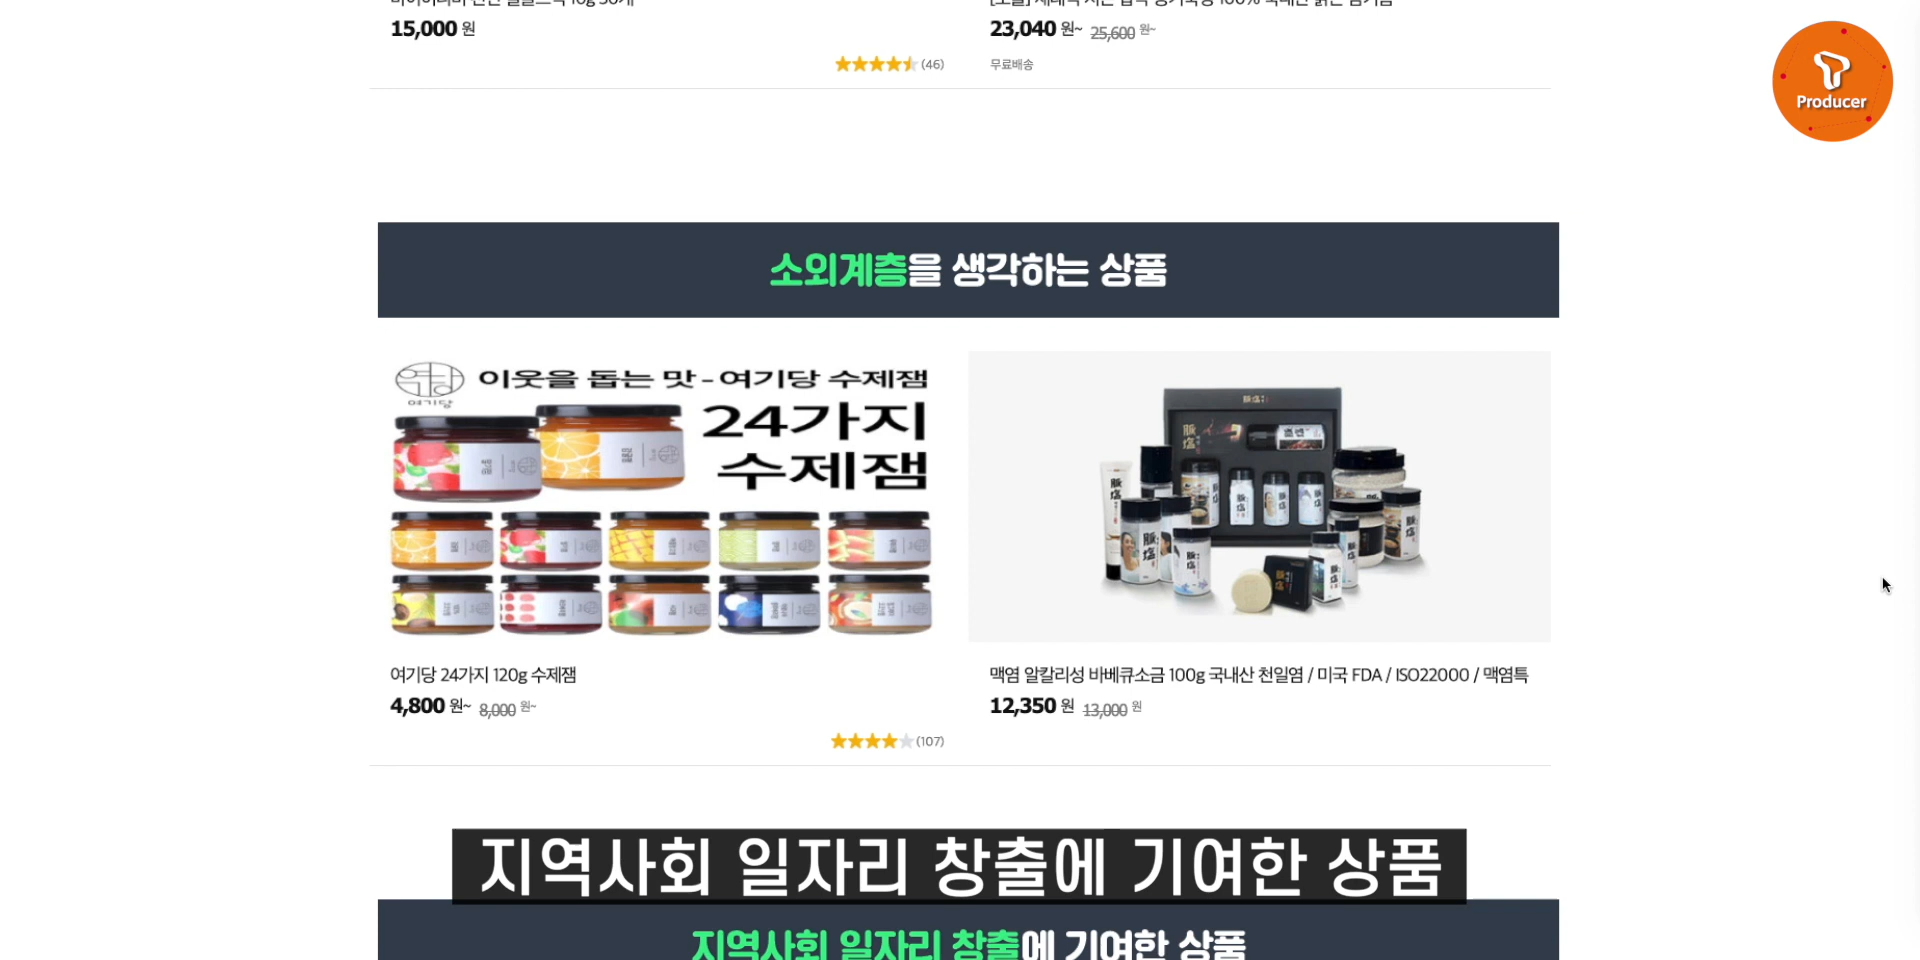 15,000 원
23,040 원~ 25,600 원~
(46)
무료배송
Producer
소외계층을 생각하는 상품
여기당
이웃을 돕는 맛 - 여기당 수제잼
24가지
수제잼
여기당 24가지 120g 수제잼
4,800 원~ 8,000 원~
(107)
맥염 알칼리성 바베큐소금 100g 국내산 천일염 / 미국 FDA / ISO22000 / 맥염특
12,350 원 13,000 원
지역사회 일자리 창출에 기여한 상품
지역사회 일자리 창출에 기여한 상품